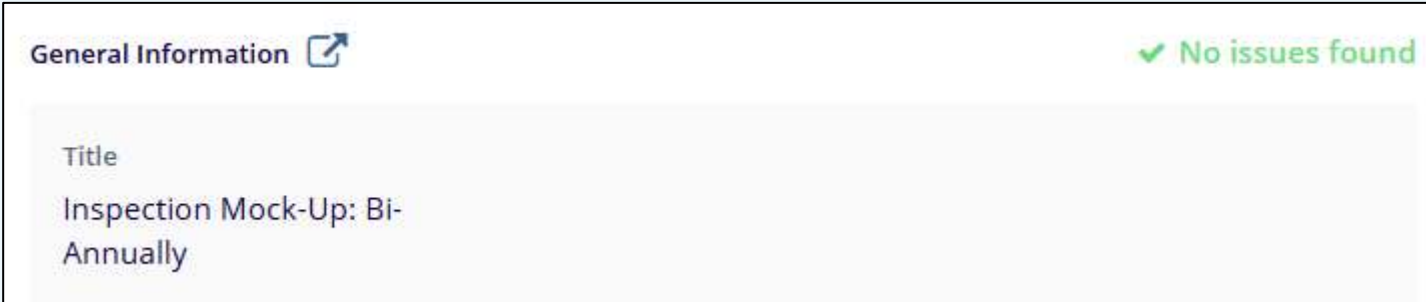 General Information
No issues found
Title
Inspection Mock-Up: Bi-
Annually